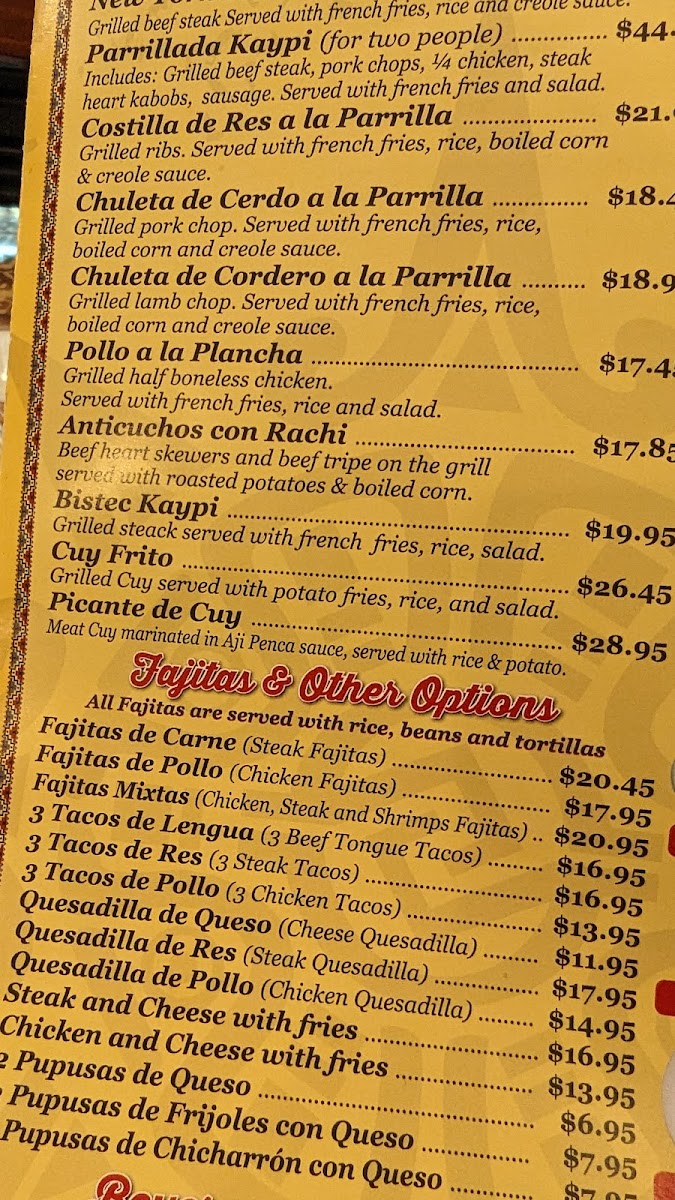 New
Grilled beef steak Served with french fries, rice and creole sauce.
Parrillada Kaypi (for two people) .............. $44.
Includes: Grilled beef steak, pork chops, ¼ chicken, steak
heart kabobs, sausage. Served with french fries and salad.
Costilla de Res a la Parrilla ...................... $21.
Grilled ribs. Served with french fries, rice, boiled corn
& creole sauce.
Chuleta de Cerdo a la Parrilla ................ $18.4
Grilled pork chop. Served with french fries, rice,
boiled corn and creole sauce.
Chuleta de Cordero a la Parrilla .......... $18.9
Grilled lamb chop. Served with french fries, rice,
boiled corn and creole sauce.
Pollo a la Plancha ............................................. $17.4
Grilled half boneless chicken.
Served with french fries, rice and salad.
Anticuchos con Rachi ..................................... $17.85
Beef heart skewers and beef tripe on the grill
served with roasted potatoes & boiled corn.
Bistec Kaypi ......................................................... $19.95
Grilled steack served with french fries, rice, salad.
Cuy Frito ................................................................ $26.45
Grilled Cuy served with potato fries, rice, and salad.
Picante de Cuy ..................................................... $28.95
Meat Cuy marinated in Aji Penca sauce, served with rice & potato.
Fajitas & Other Options
All Fajitas are served with rice, beans and tortillas
Fajitas de Carne (Steak Fajitas) ........................... $20.45
Fajitas de Pollo (Chicken Fajitas) ......................... $17.95
Fajitas Mixtas (Chicken, Steak and Shrimps Fajitas) .. $20.95
3 Tacos de Lengua (3 Beef Tongue Tacos) ......... $16.95
3 Tacos de Res (3 Steak Tacos) ............................. $16.95
3 Tacos de Pollo (3 Chicken Tacos) ...................... $13.95
Quesadilla de Queso (Cheese Quesadilla) ......... $11.95
Quesadilla de Res (Steak Quesadilla) ................. $17.95
Quesadilla de Pollo (Chicken Quesadilla) ......... $14.95
Steak and Cheese with fries ............................. $16.95
Chicken and Cheese with fries ...................... $13.95
2 Pupusas de Queso ............................................. $6.95
Pupusas de Frijoles con Queso .................. $7.95
Pupusas de Chicharrón con Queso ............. $7.9